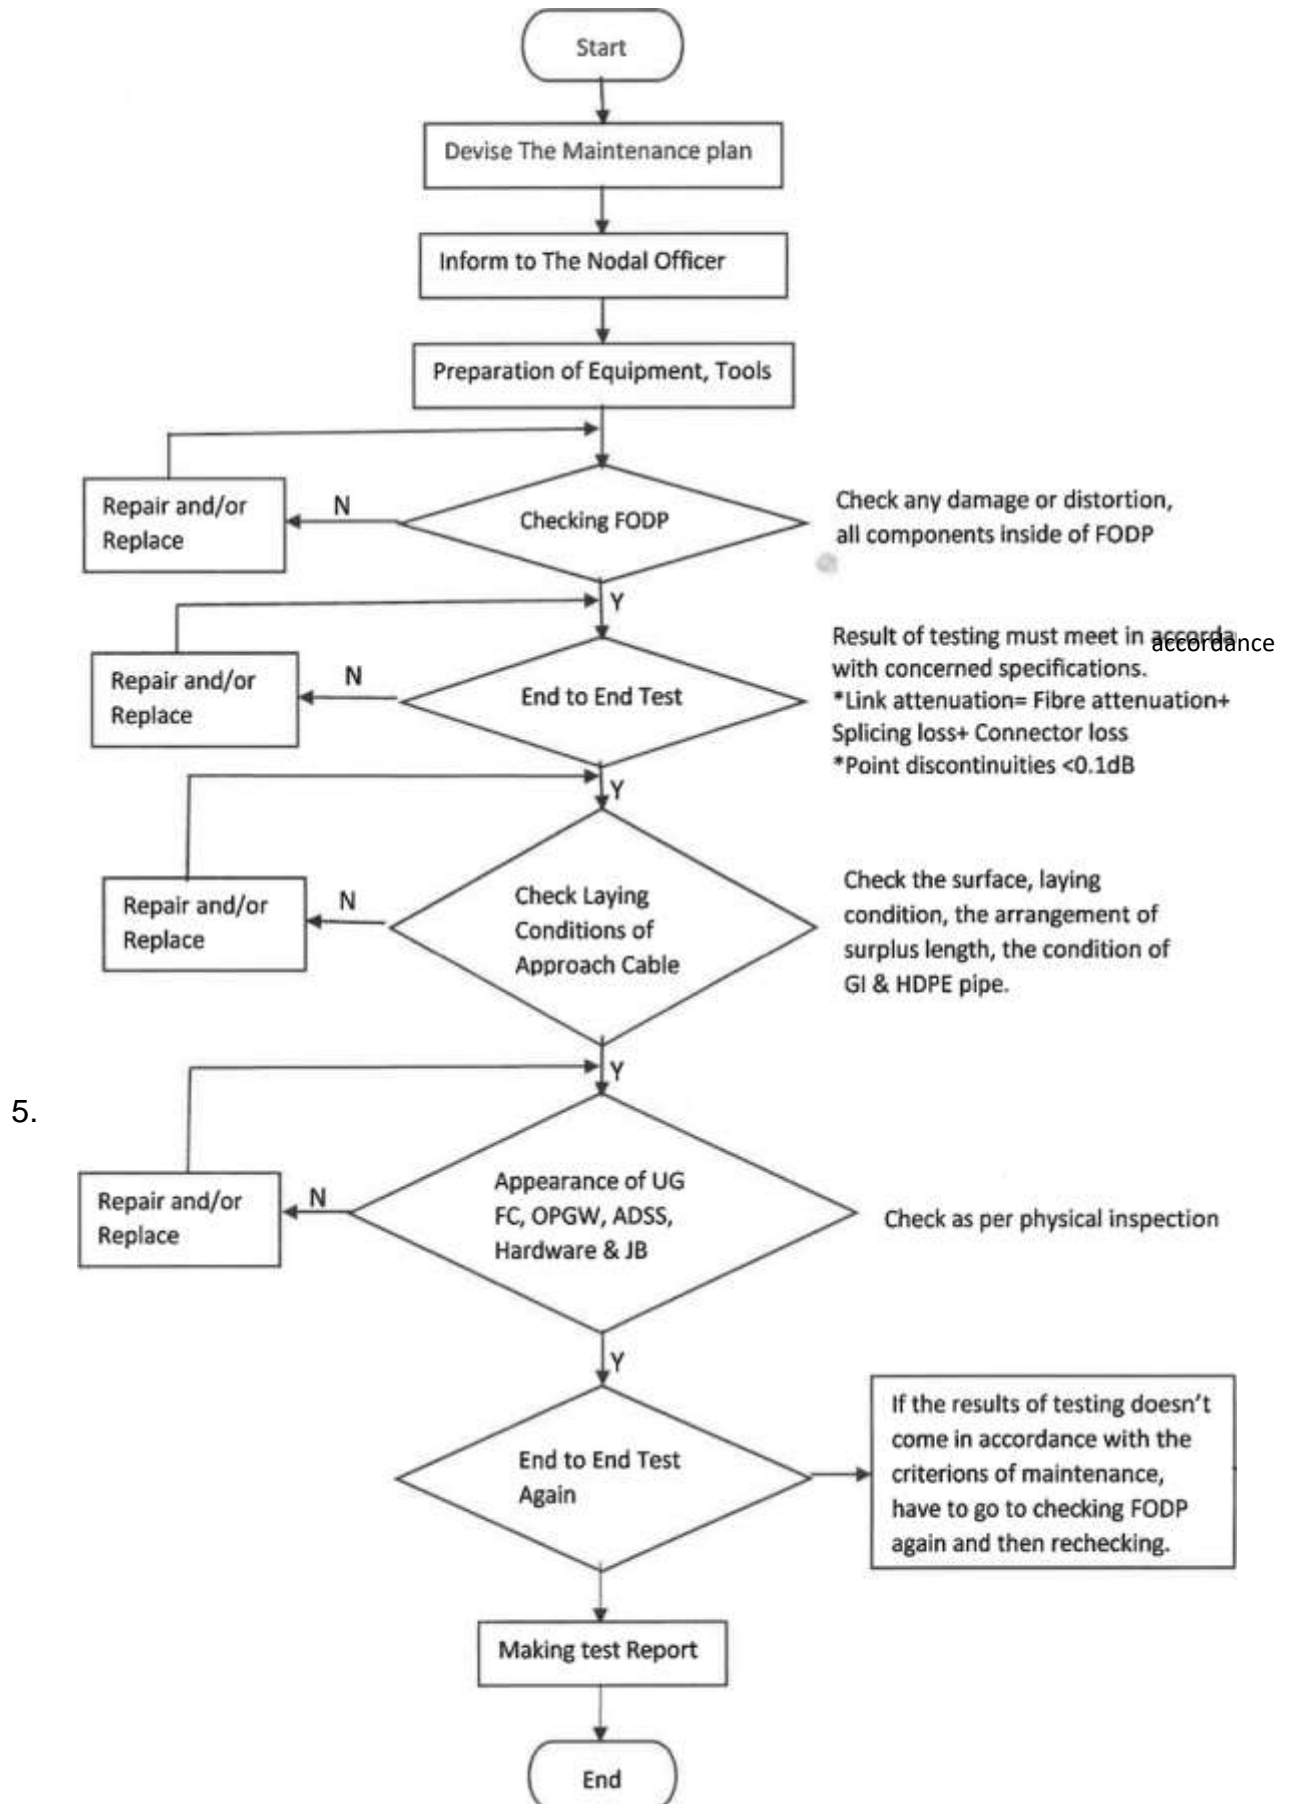 Start
Devise The Maintenance plan
Inform to The Nodal Officer
Preparation of Equipment, Tools
Repair and/or
Replace
N
Checking FODP
Check any damage or distortion,
all components inside of FODP
Y
Repair and/or
Replace
N
End to End Test
Result of testing must meet in accorda
accordance
with concerned specifications.
*Link attenuation= Fibre attenuation+
Splicing loss+ Connector loss
*Point discontinuities <0.1dB
Y
Repair and/or
Replace
N
Check Laying
Conditions of
Approach Cable
Check the surface, laying
condition, the arrangement of
surplus length, the condition of
GI & HDPE pipe.
Y
5.
Repair and/or
Replace
N
Appearance of UG
FC, OPGW, ADSS,
Hardware & JB
Check as per physical inspection
Y
End to End Test
Again
If the results of testing doesn't
come in accordance with the
criterions of maintenance,
have to go to checking FODP
again and then rechecking.
Making test Report
End